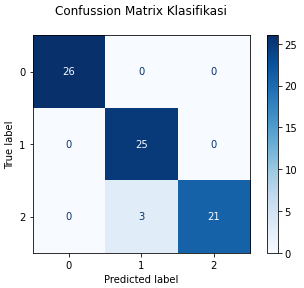 Confussion Matrix Klasifikasi
0 26 0 0
1 0 25 0
2 0 3 21
0 1 2
True label
Predicted label
25
20
15
10
5
0